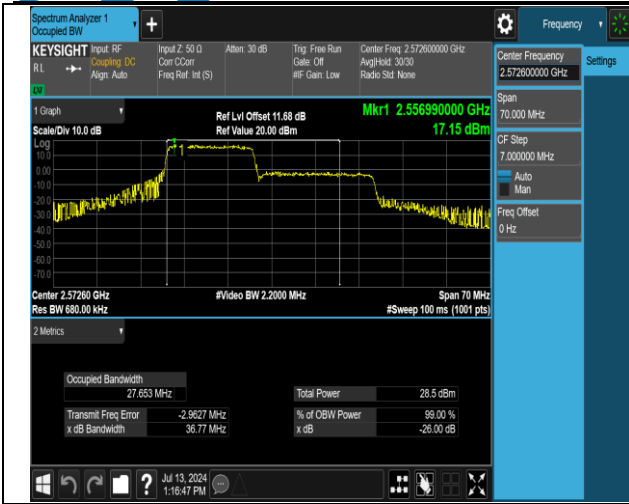 Spectrum Analyzer 1
Occupied BW
+
Frequency
KEYSIGHT
RL
Input: RF
Coupling: DC
Align: Auto
Input Z: 50 Ω
Corr CCorr
Freq Ref: Int (S)
Atten: 30 dB
Trig: Free Run
Gate: Off
#IF Gain: Low
Center Freq: 2.572600000 GHz
Avg|Hold: 30/30
Radio Std: None
Center Frequency
2.572600000 GHz
Settings
Span
70.000 MHz
CF Step
7.000000 MHz
Auto
Man
Freq Offset
0 Hz
1 Graph
Scale/Div 10.0 dB
Ref Lvl Offset 11.68 dB
Ref Value 20.00 dBm
Mkr1 2.556990000 GHz
17.15 dBm
Log
10.0
0.00
-10.0
-20.0
-30.0
-40.0
-50.0
-60.0
-70.0
1
Center 2.57260 GHz
Res BW 680.00 kHz
#Video BW 2.2000 MHz
Span 70 MHz
#Sweep 100 ms (1001 pts)
2 Metrics
Occupied Bandwidth
27.653 MHz
Total Power 28.5 dBm
Transmit Freq Error -2.9627 MHz
% of OBW Power 99.00 %
x dB Bandwidth 36.77 MHz
x dB -26.00 dB
?
Jul 13, 2024
1:16:47 PM